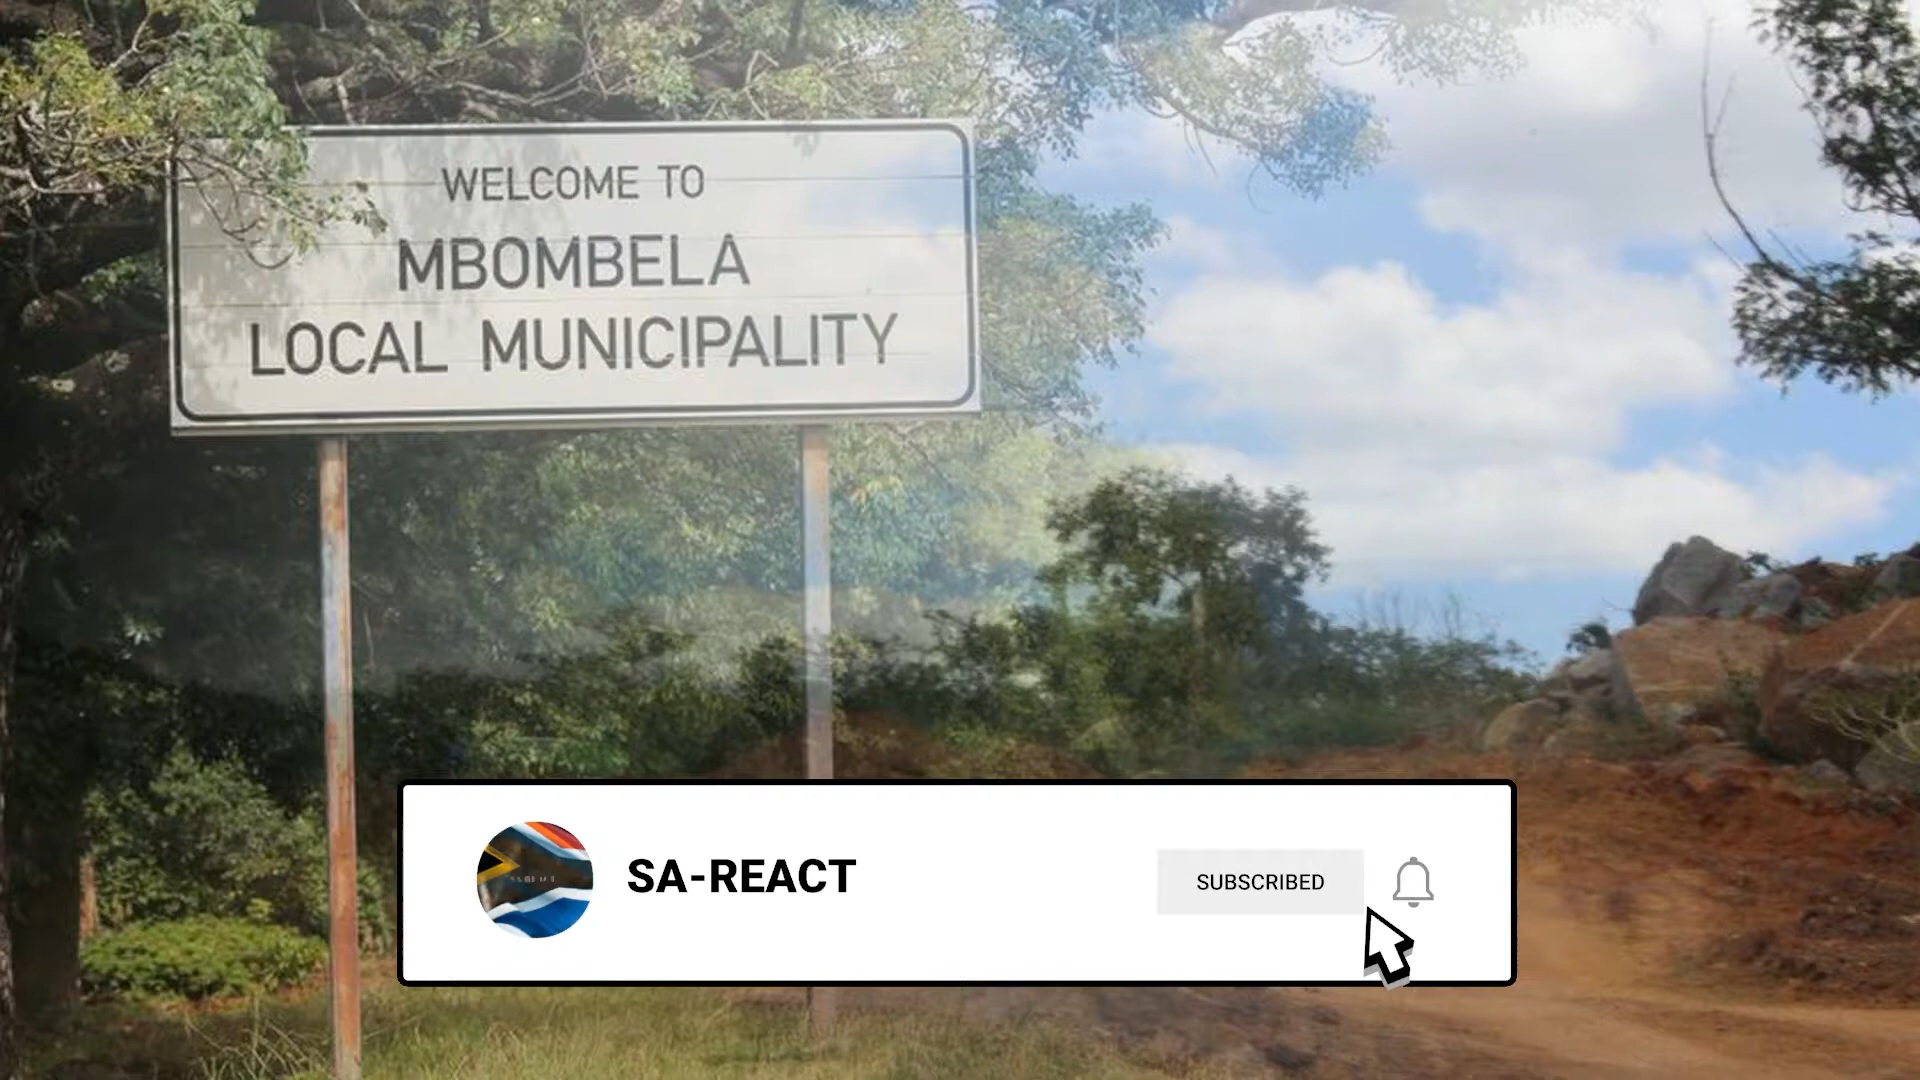 WELCOME TO
MBOMBELA
LOCAL MUNICIPALITY
SA-REACT
SUBSCRIBED